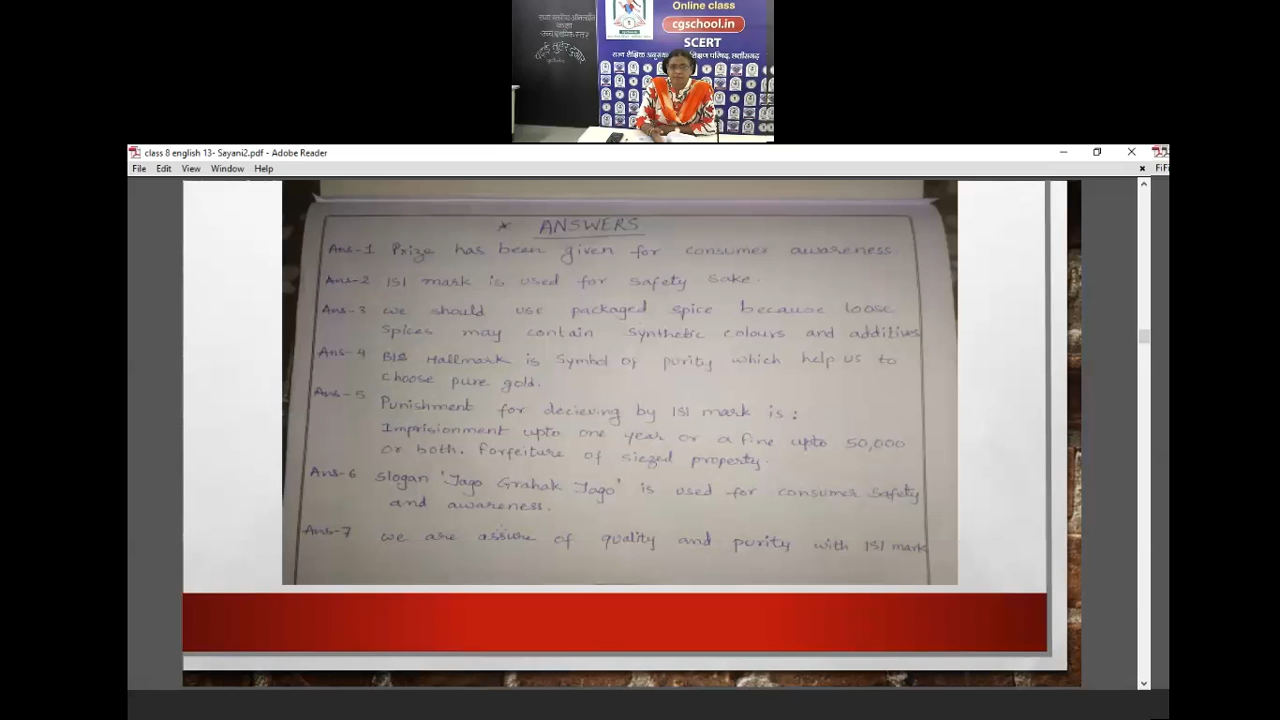 Online class
cgschool.in
SCERT
class 8 english 13- Sayani2.pdf - Adobe Reader
File Edit View Window Help
* ANSWERS
Ans-1 Prize has been given for consumer awareness.
Ans-2 ISI mark is used for safety sake.
Ans-3 we should use packaged spice because loose
spices may contain synthetic colours and additives
Ans-4 BIS Hallmark is symbol of purity which help us to
choose pure gold.
Ans-5 Punishment for decieving by ISI mark is :
Imprisionment upto one year or a fine upto 50,000
or both. Forfeiture of siezed property.
Ans-6 Slogan 'Jago Grahak Jago' is used for consumer safety
and awareness.
Ans-7 we are assure of quality and purity with ISI mark